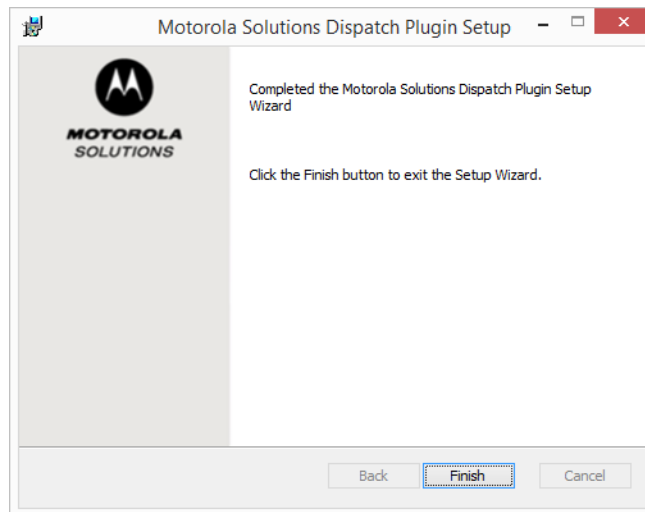 Motorola Solutions Dispatch Plugin Setup
MOTOROLA
SOLUTIONS
Completed the Motorola Solutions Dispatch Plugin Setup
Wizard
Click the Finish button to exit the Setup Wizard.
Back Finish Cancel